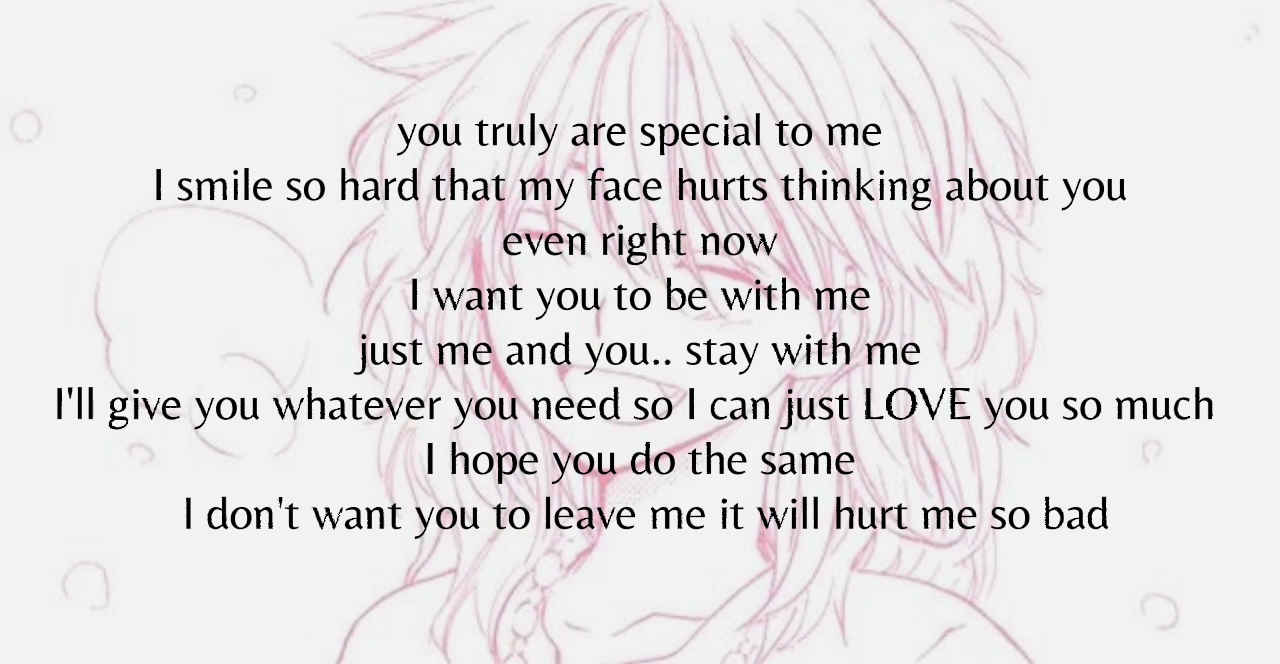 you truly are special to me
I smile so hard that my face hurts thinking about you
even right now
I want you to be with me
just me and you.. stay with me
I'll give you whatever you need so I can just LOVE you so much
I hope you do the same
I don't want you to leave me it will hurt me so bad